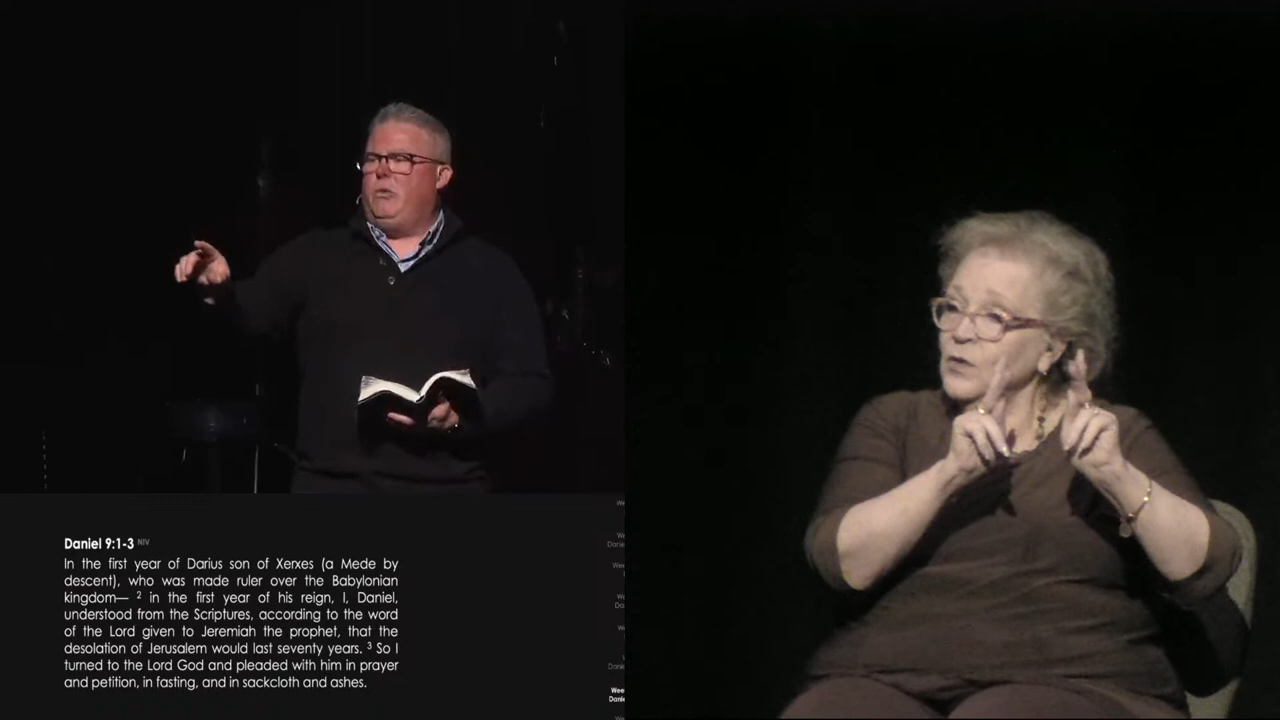 Daniel 9:1-3 NIV
In the first year of Darius son of Xerxes (a Mede by
descent), who was made ruler over the Babylonian
kingdom— 2 in the first year of his reign, I, Daniel,
understood from the Scriptures, according to the word
of the Lord given to Jeremiah the prophet, that the
desolation of Jerusalem would last seventy years. 3 So I
turned to the Lord God and pleaded with him in prayer
and petition, in fasting, and in sackcloth and ashes.